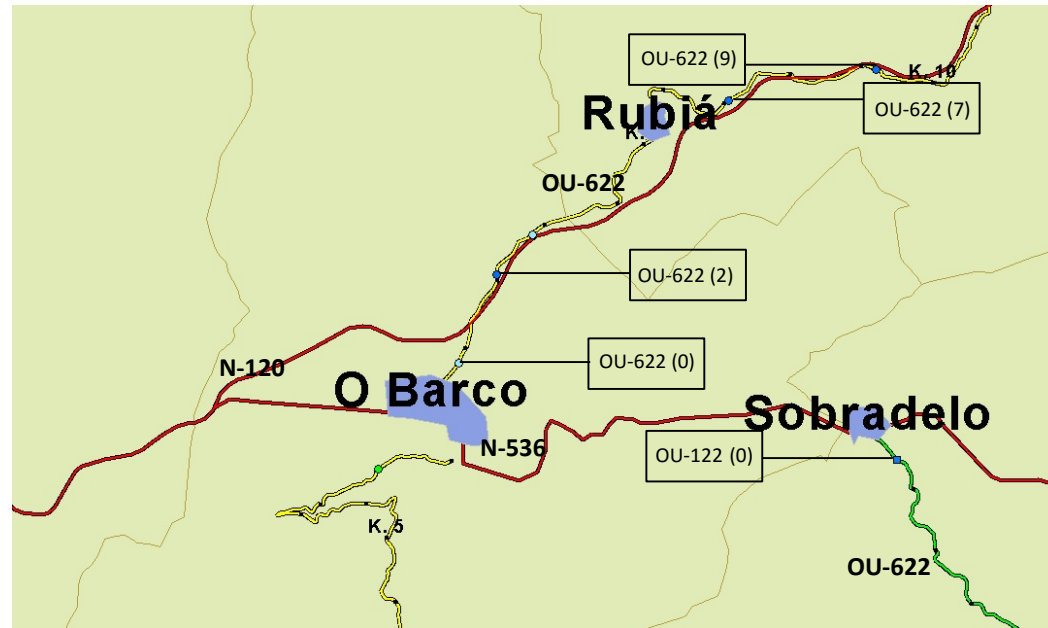 OU-622 (9)
K. 10
OU-622 (7)
Rubiá
K.
OU-622
OU-622 (2)
OU-622 (0)
N-120
O Barco
Sobradelo
N-536
OU-122 (0)
K. 5
OU-622